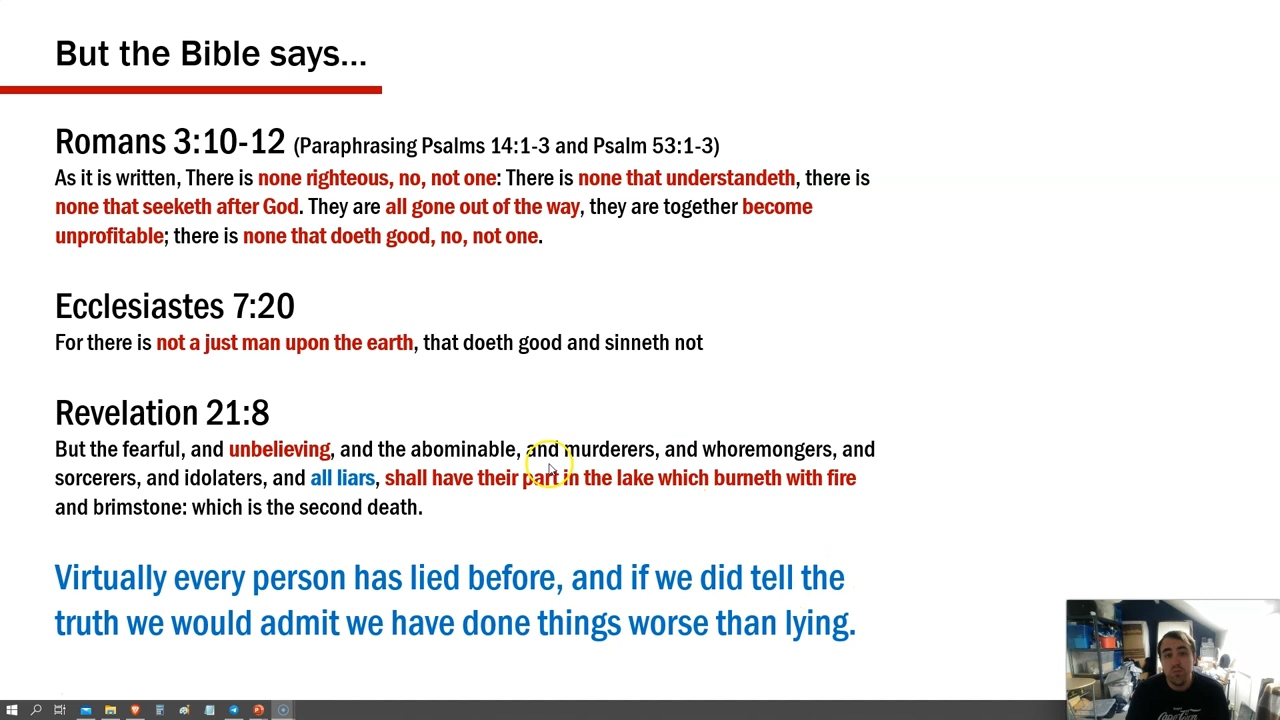 But the Bible says...
Romans 3:10-12 (Paraphrasing Psalms 14:1-3 and Psalm 53:1-3)
As it is written, There is none righteous, no, not one: There is none that understandeth, there is
none that seeketh after God. They are all gone out of the way, they are together become
unprofitable; there is none that doeth good, no, not one.
Ecclesiastes 7:20
For there is not a just man upon the earth, that doeth good and sinneth not
Revelation 21:8
But the fearful, and unbelieving, and the abominable, and murderers, and whoremongers, and
sorcerers, and idolaters, and all liars, shall have their part in the lake which burneth with fire
and brimstone: which is the second death.
Virtually every person has lied before, and if we did tell the
truth we would admit we have done things worse than lying.